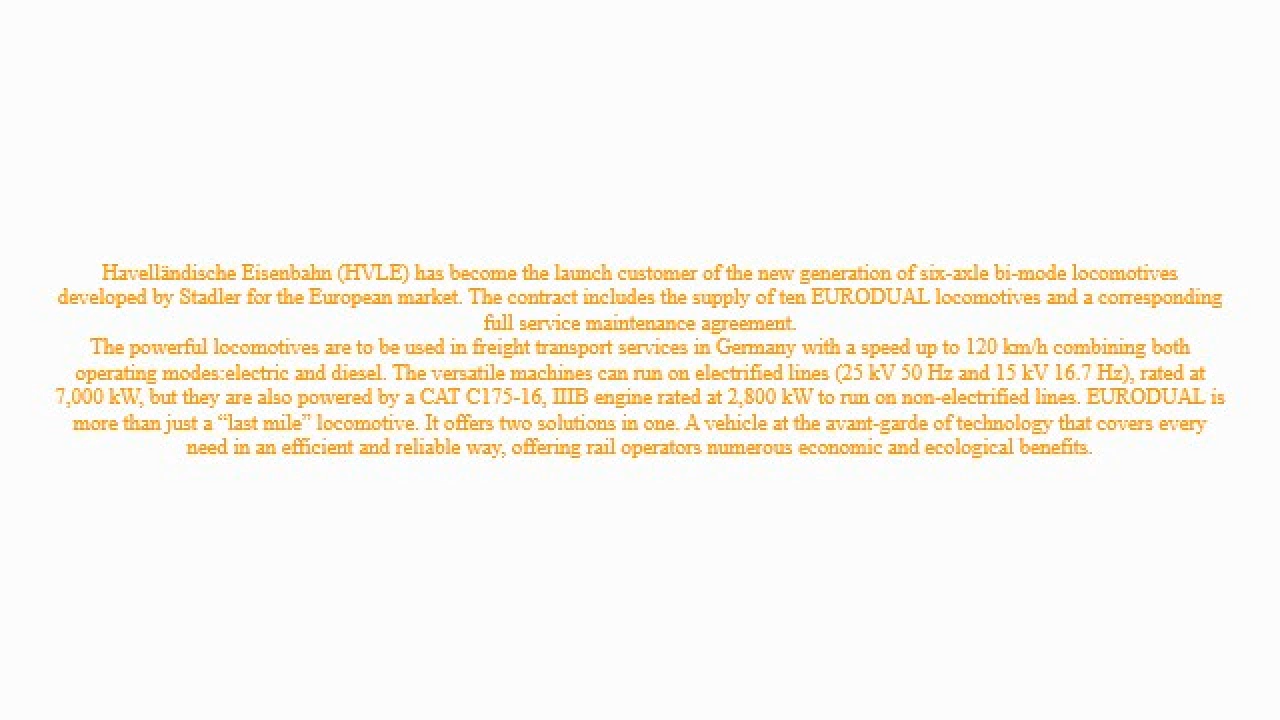 Havelländische Eisenbahn (HVLE) has become the launch customer of the new generation of six-axle bi-mode locomotives
developed by Stadler for the European market. The contract includes the supply of ten EURODUAL locomotives and a corresponding
full service maintenance agreement.
The powerful locomotives are to be used in freight transport services in Germany with a speed up to 120 km/h combining both
operating modes:electric and diesel. The versatile machines can run on electrified lines (25 kV 50 Hz and 15 kV 16.7 Hz), rated at
7,000 kW, but they are also powered by a CAT C175-16, IIIB engine rated at 2,800 kW to run on non-electrified lines. EURODUAL is
more than just a “last mile” locomotive. It offers two solutions in one. A vehicle at the avant-garde of technology that covers every
need in an efficient and reliable way, offering rail operators numerous economic and ecological benefits.